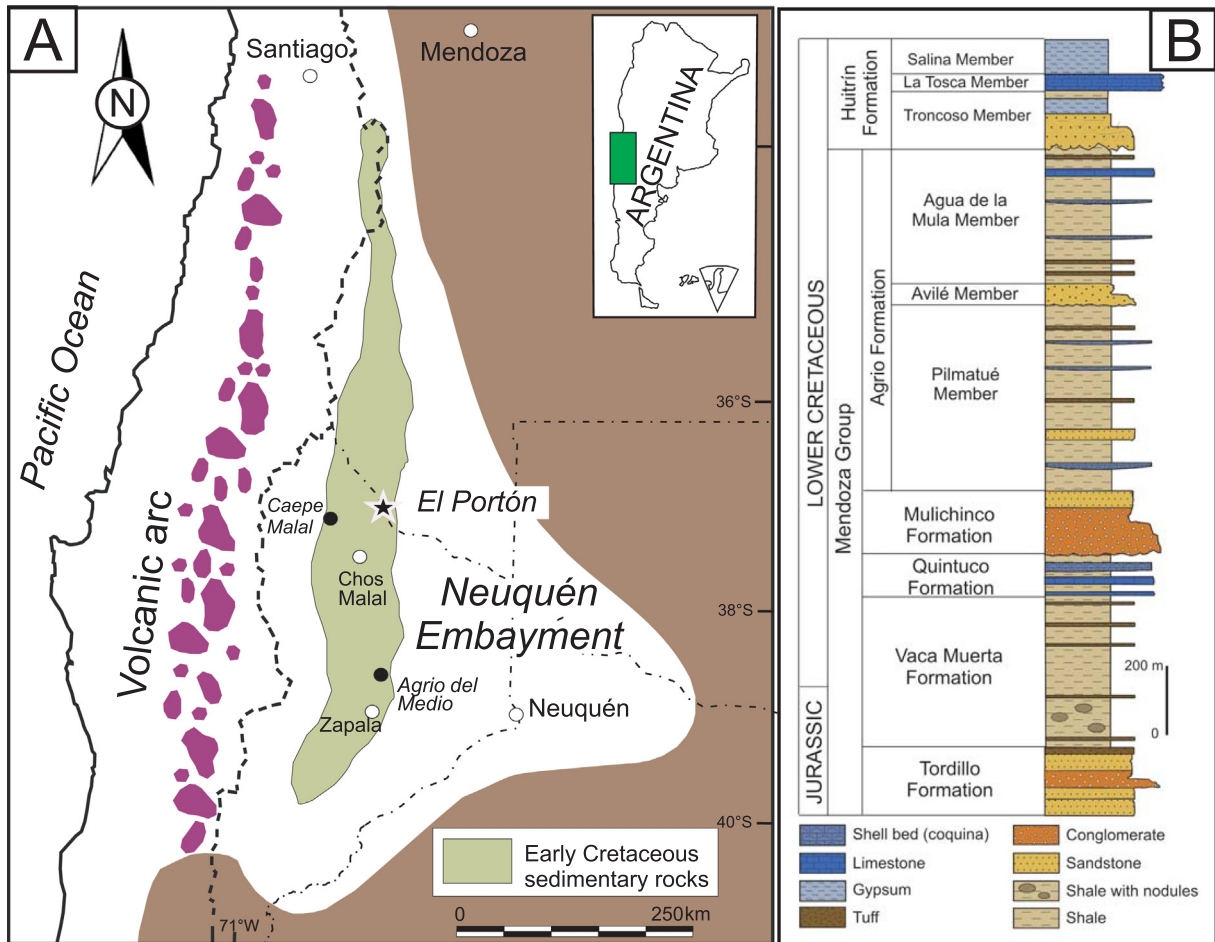 A
N
Santiago
Mendoza
ARGENTINA
Pacific Ocean
Volcanic arc
36°S
Caepe
Malal
El Portón
Chos
Malal
Neuquén
Embayment
38°S
Agrio del
Medio
Zapala
Neuquén
40°S
71°W
Early Cretaceous
sedimentary rocks
0
250km
B
LOWER CRETACEOUS
JURASSIC
Mendoza Group
Huitrín
Formation
Agrio Formation
Salina Member
La Tosca Member
Troncoso Member
Agua de la
Mula Member
Avilé Member
Pilmatué
Member
Mulichinco
Formation
Quintuco
Formation
Vaca Muerta
Formation
Tordillo
Formation
200 m
0
Shell bed (coquina)
Limestone
Gypsum
Tuff
Conglomerate
Sandstone
Shale with nodules
Shale